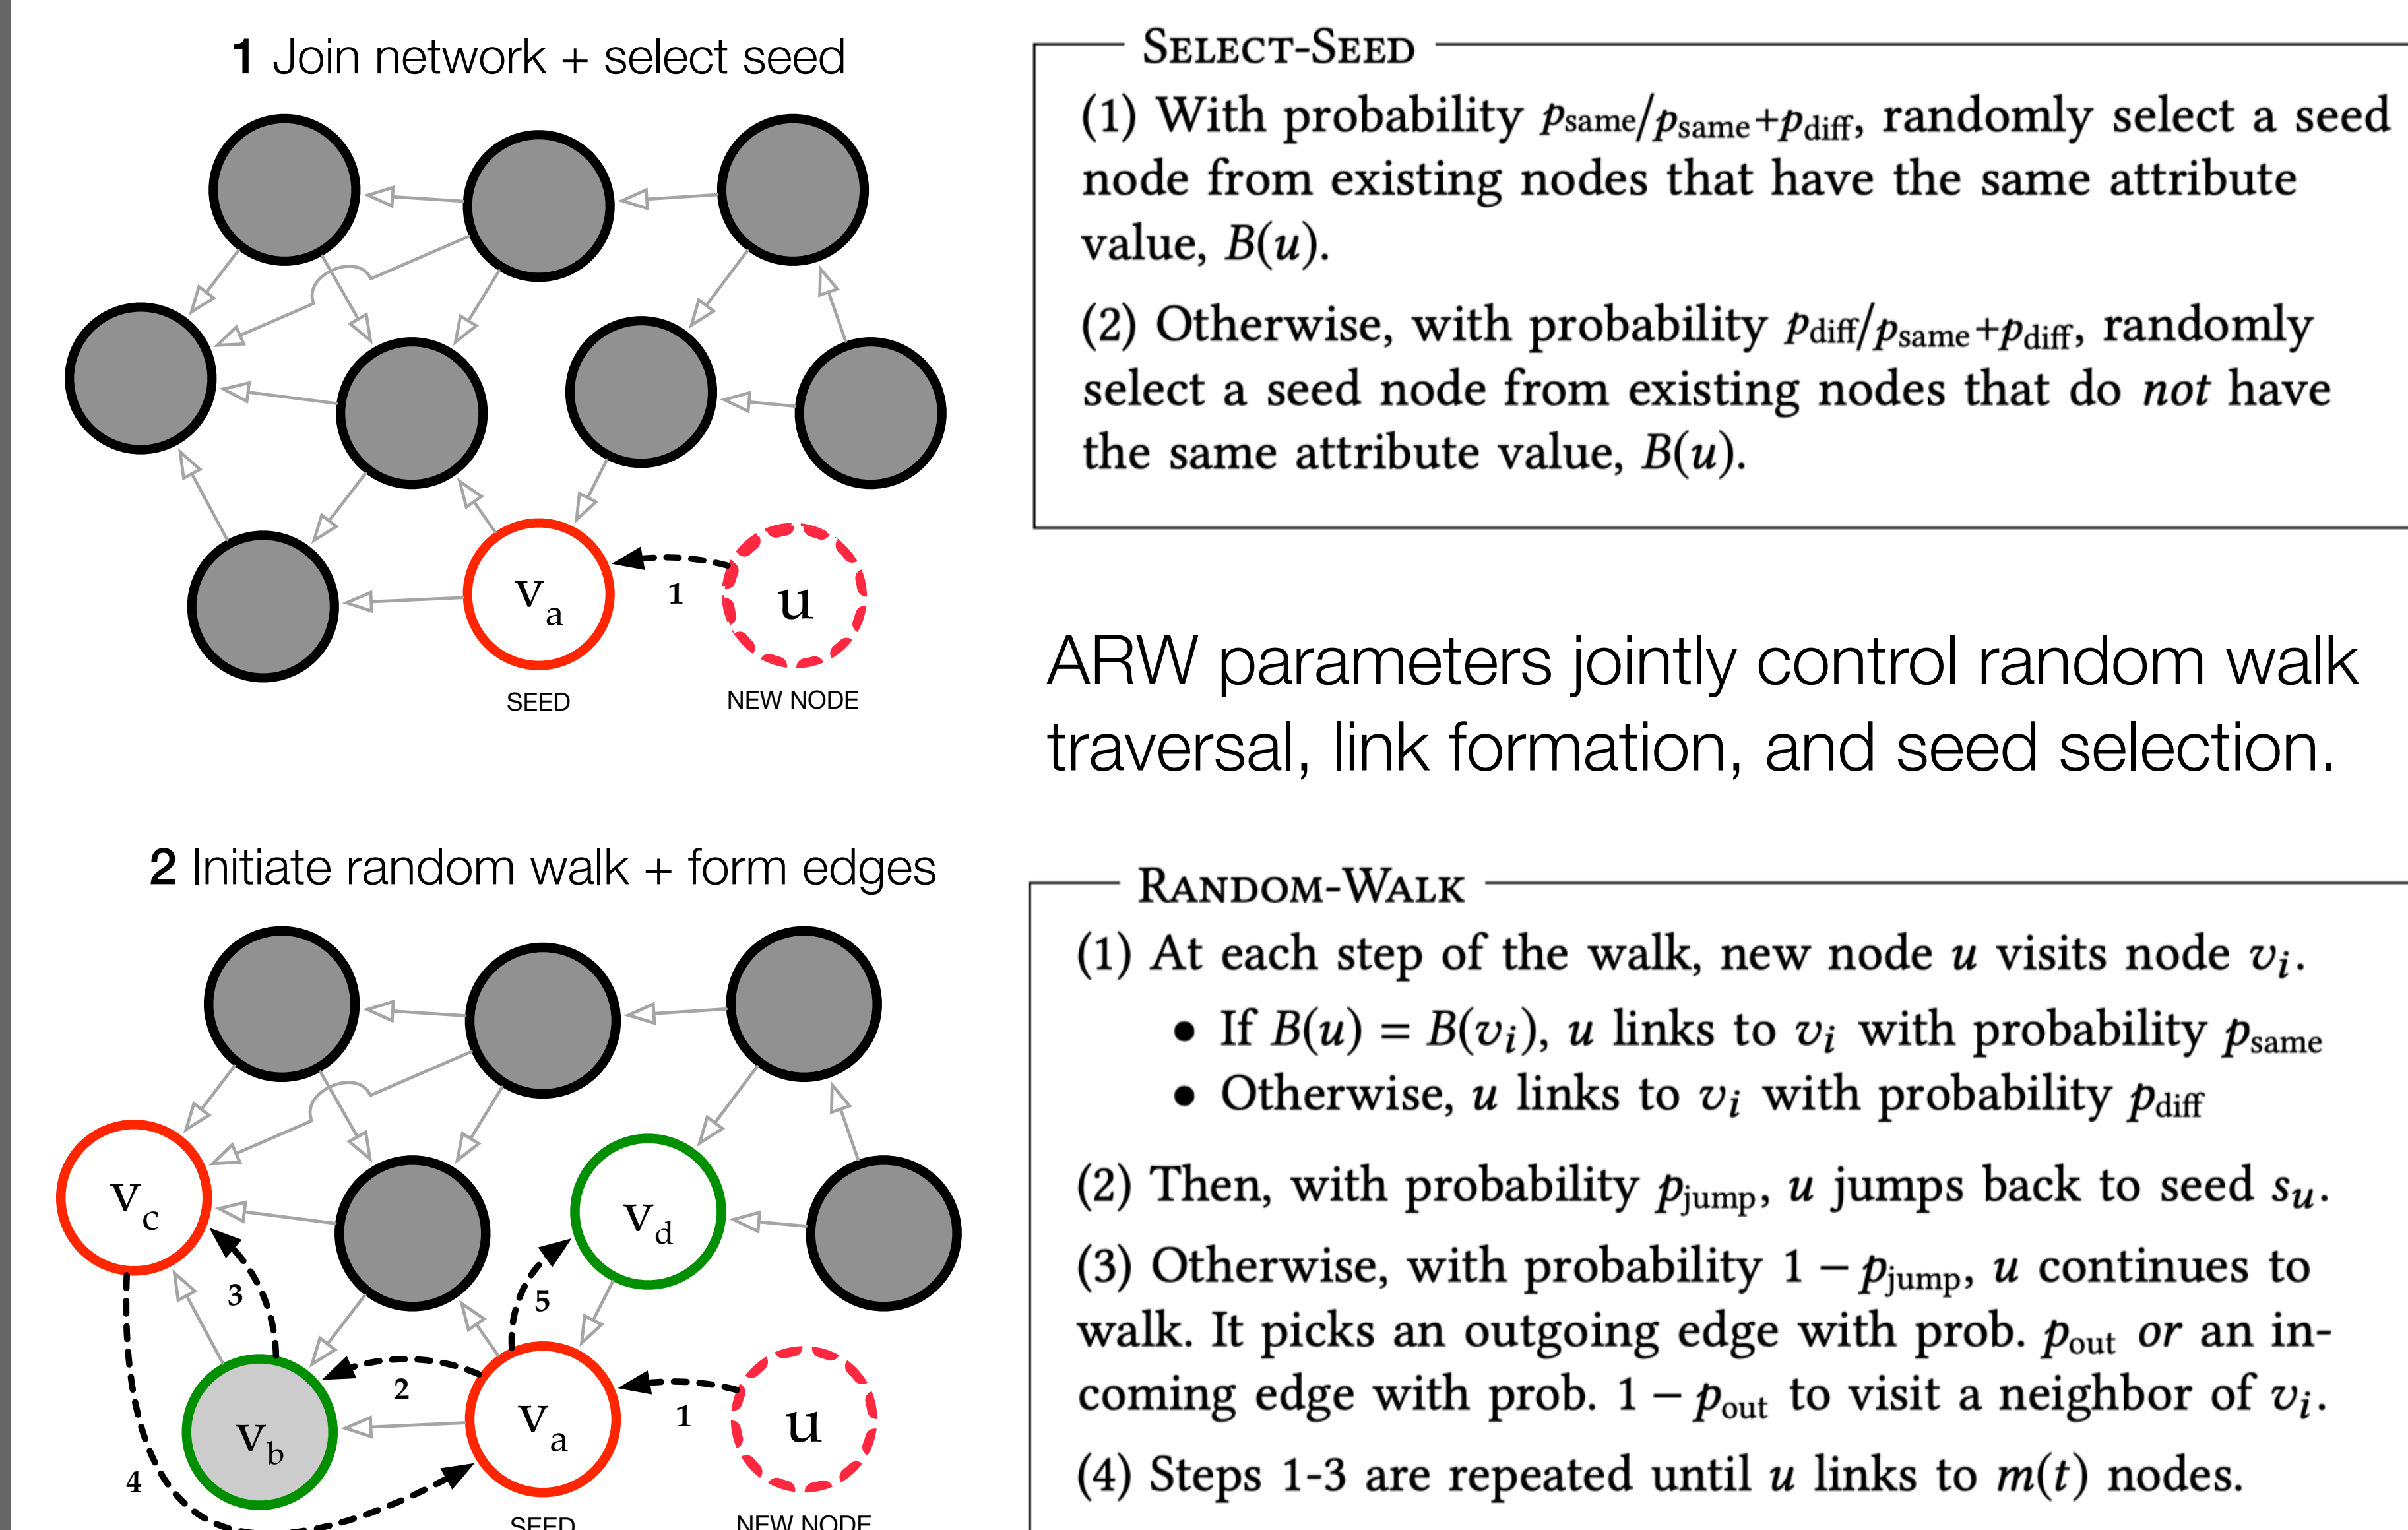 1 Join network + select seed
v a
1
u
SEED
NEW NODE
SELECT-SEED
(1) With probability psame/psame+pdiff, randomly select a seed
node from existing nodes that have the same attribute
value, B(u).
(2) Otherwise, with probability pdiff/psame+pdiff, randomly
select a seed node from existing nodes that do not have
the same attribute value, B(u).
ARW parameters jointly control random walk
traversal, link formation, and seed selection.
2 Initiate random walk + form edges
v c
v d
3
5
2
1
v b
v a
u
4
SEED
NEW NODE
RANDOM-WALK
(1) At each step of the walk, new node u visits node vi.
• If B(u) = B(vi), u links to vi with probability psame
• Otherwise, u links to vi with probability pdiff
(2) Then, with probability pjump, u jumps back to seed su.
(3) Otherwise, with probability 1 – pjump, u continues to
walk. It picks an outgoing edge with prob. pout or an in-
coming edge with prob. 1 – pout to visit a neighbor of vi.
(4) Steps 1-3 are repeated until u links to m(t) nodes.